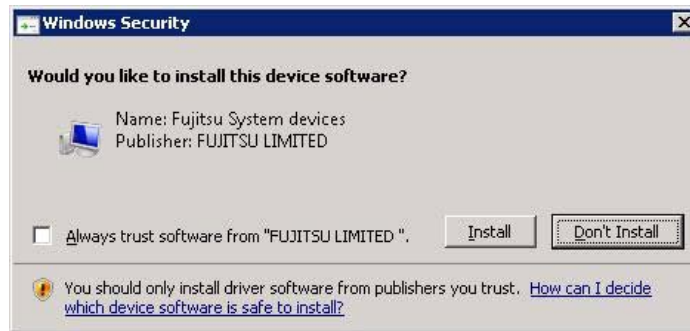 Windows Security
Would you like to install this device software?
Name: Fujitsu System devices
Publisher: FUJITSU LIMITED
Always trust software from "FUJITSU LIMITED ".
Install
Don't Install
You should only install driver software from publishers you trust. How can I decide
which device software is safe to install?